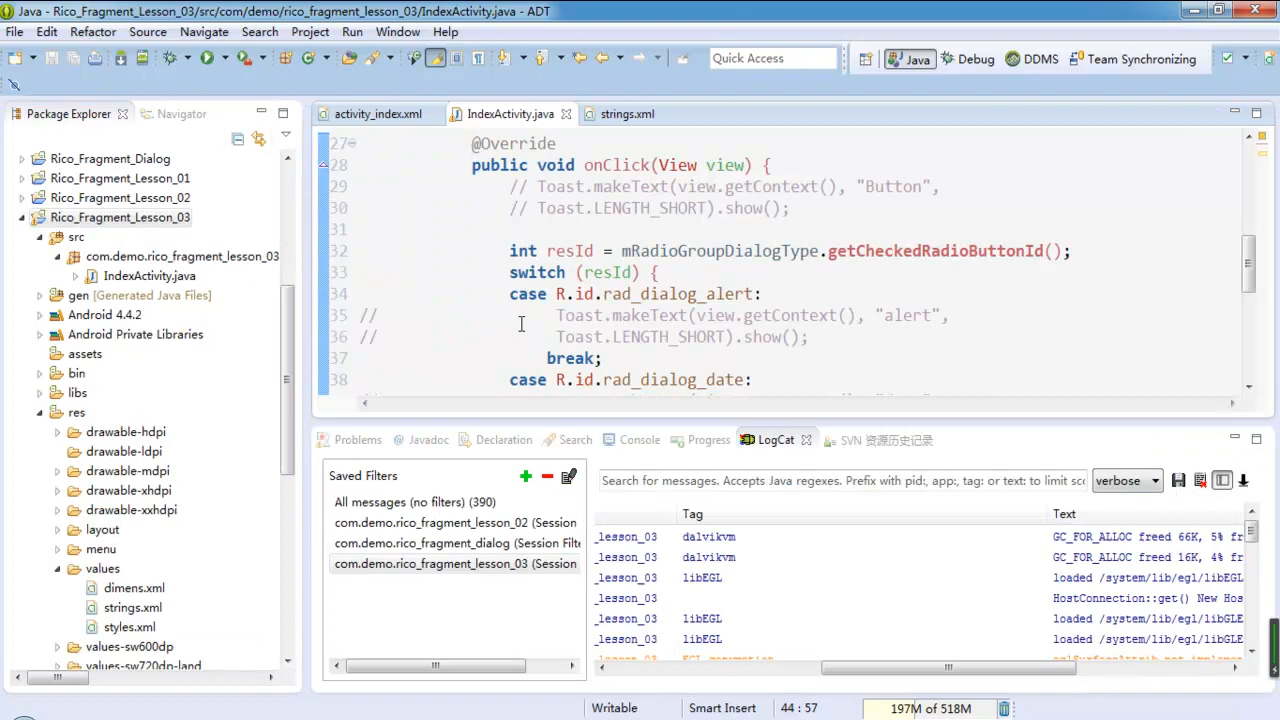 Java - Rico_Fragment_Lesson_03/src/com/demo/rico_fragment_lesson_03/IndexActivity.java - ADT
File Edit Refactor Source Navigate Search Project Run Window Help
Quick Access
Java
Debug
DDMS
Team Synchronizing
Package Explorer
Navigator
Rico_Fragment_Dialog
Rico_Fragment_Lesson_01
Rico_Fragment_Lesson_02
Rico_Fragment_Lesson_03
src
com.demo.rico_fragment_lesson_03
IndexActivity.java
gen [Generated Java Files]
Android 4.4.2
Android Private Libraries
assets
bin
libs
res
drawable-hdpi
drawable-ldpi
drawable-mdpi
drawable-xhdpi
drawable-xxhdpi
layout
menu
values
dimens.xml
strings.xml
styles.xml
values-sw600dp
values-sw720dp-land
activity_index.xml
IndexActivity.java
strings.xml
27 @Override
28 public void onClick(View view) {
29 // Toast.makeText(view.getContext(), "Button",
30 // Toast.LENGTH_SHORT).show();
31
32 int resId = mRadioGroupDialogType.getCheckedRadioButtonId();
33 switch (resId) {
34 case R.id.rad_dialog_alert:
35 // Toast.makeText(view.getContext(), "alert",
36 // Toast.LENGTH_SHORT).show();
37 break;
38 case R.id.rad_dialog_date:
Problems
Javadoc
Declaration
Search
Console
Progress
LogCat
SVN 资源历史记录
Saved Filters
All messages (no filters) (390)
com.demo.rico_fragment_lesson_02 (Session
com.demo.rico_fragment_dialog (Session Filte
com.demo.rico_fragment_lesson_03 (Session
Search for messages. Accepts Java regexes. Prefix with pid:, app:, tag: or text: to limit sco
verbose
Tag Text
_lesson_03 dalvikvm GC_FOR_ALLOC freed 66K, 5% fr
_lesson_03 dalvikvm GC_FOR_ALLOC freed 16K, 4% fr
_lesson_03 libEGL loaded /system/lib/egl/libEGL
_lesson_03 HostConnection::get() New Hos
_lesson_03 libEGL loaded /system/lib/egl/libGLE
_lesson_03 libEGL loaded /system/lib/egl/libGLE
Writable
Smart Insert
44 : 57
197M of 518M